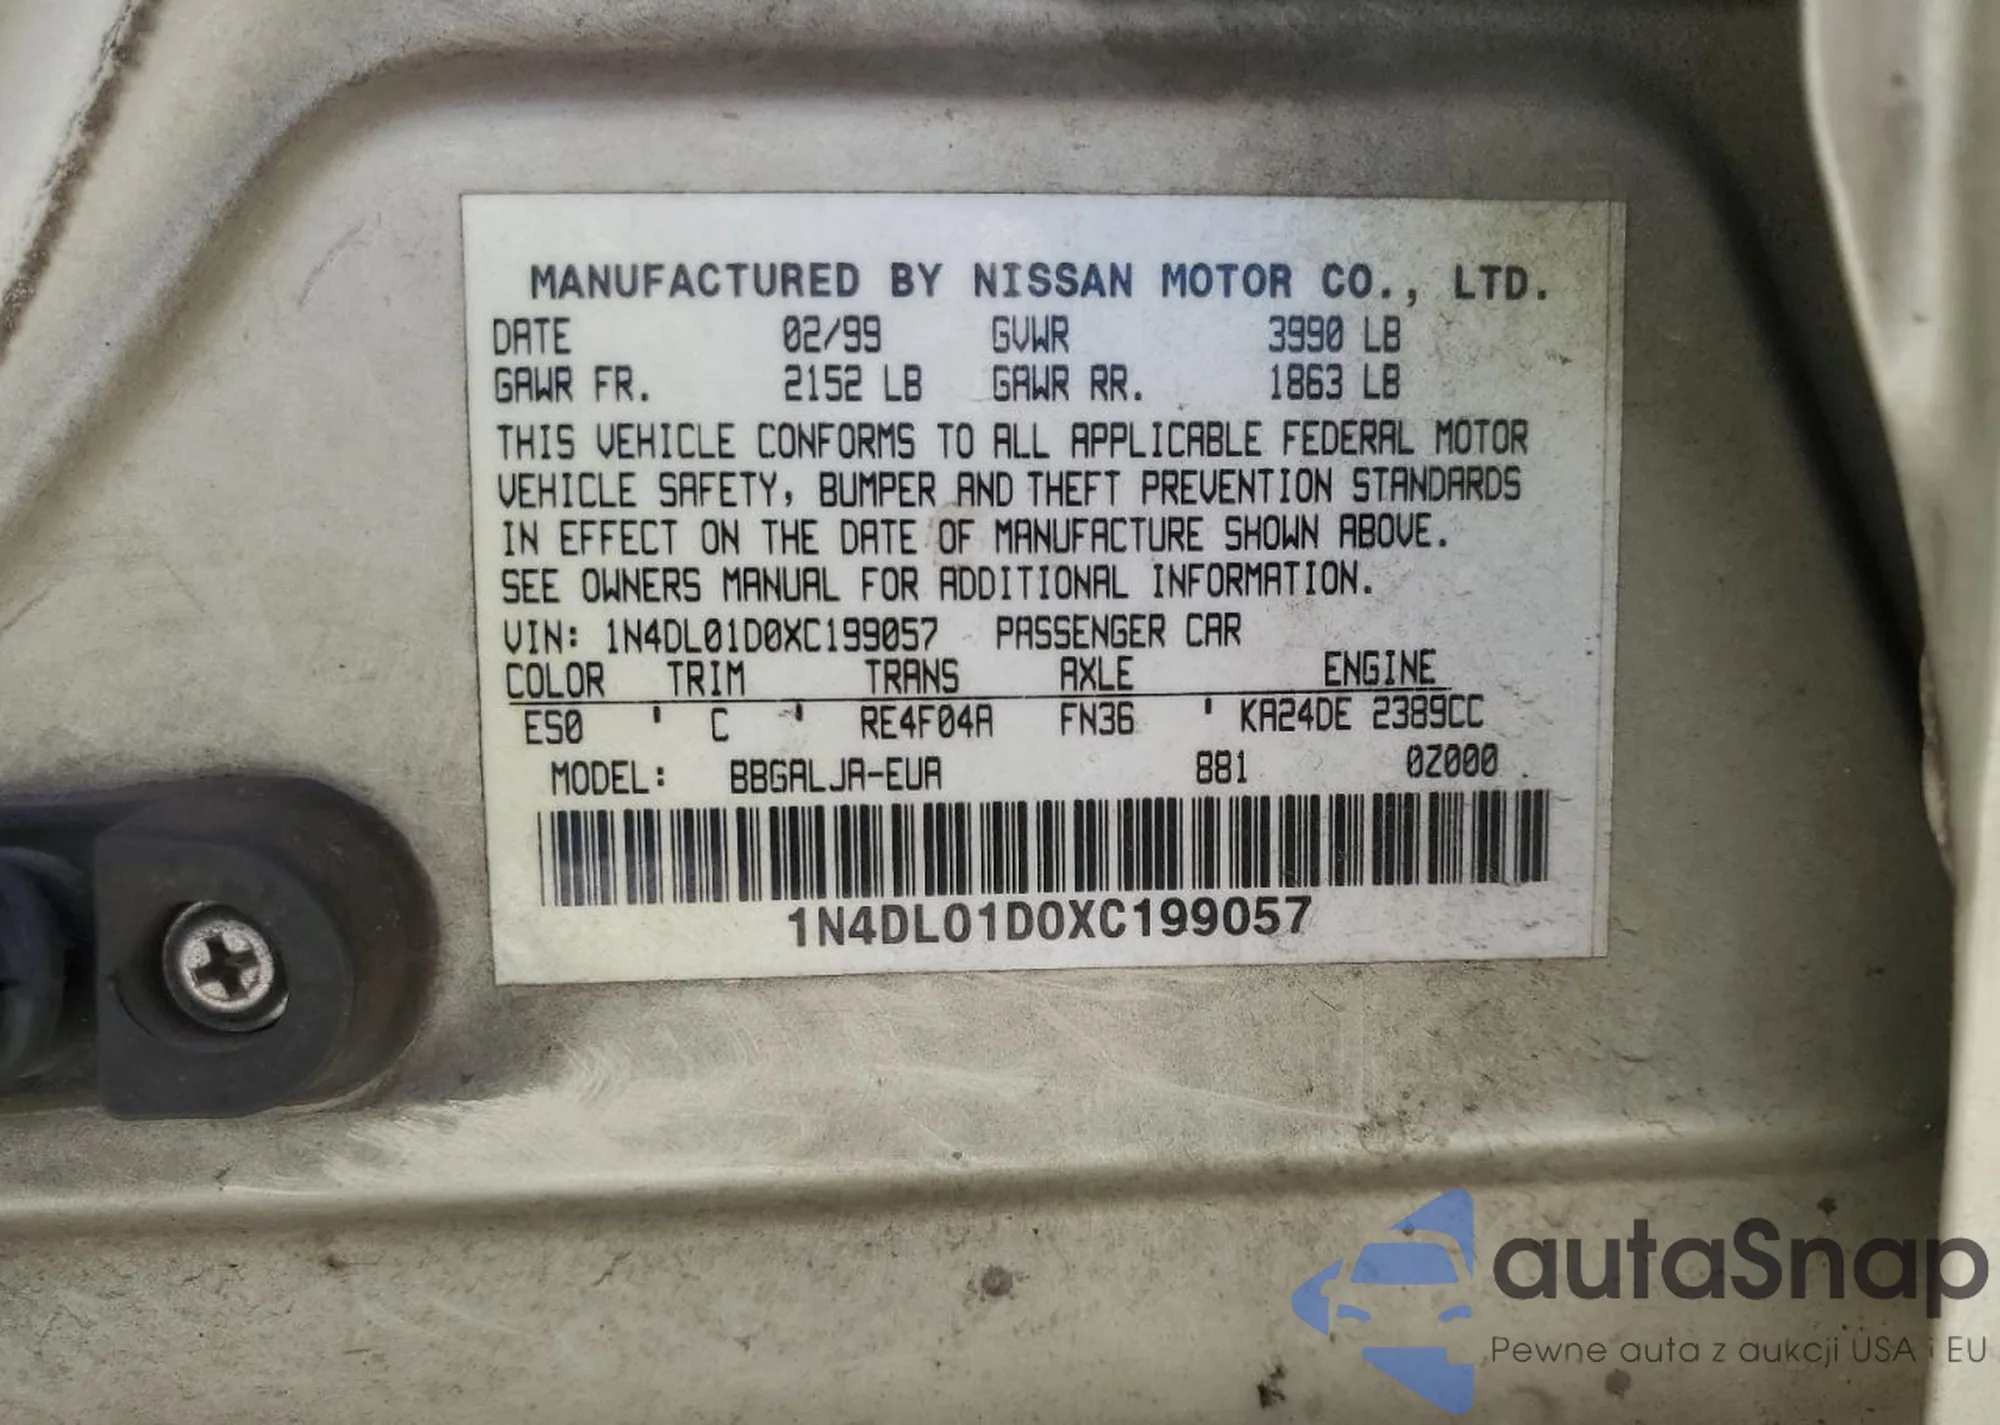 MANUFACTURED BY NISSAN MOTOR CO., LTD.
DATE 02/99 GVWR 3990 LB
GAWR FR. 2152 LB GAWR RR. 1863 LB
THIS VEHICLE CONFORMS TO ALL APPLICABLE FEDERAL MOTOR
VEHICLE SAFETY, BUMPER AND THEFT PREVENTION STANDARDS
IN EFFECT ON THE DATE OF MANUFACTURE SHOWN ABOVE.
SEE OWNERS MANUAL FOR ADDITIONAL INFORMATION.
VIN: 1N4DL01D0XC199057 PASSENGER CAR
COLOR TRIM TRANS AXLE ENGINE
ES0 ' C ' RE4F04A FN36 ' KA24DE 2389CC
MODEL: BBGALJA-EUA 881 0Z000
1N4DL01D0XC199057
autaSnap
Pewne auta z aukcji USA i EU